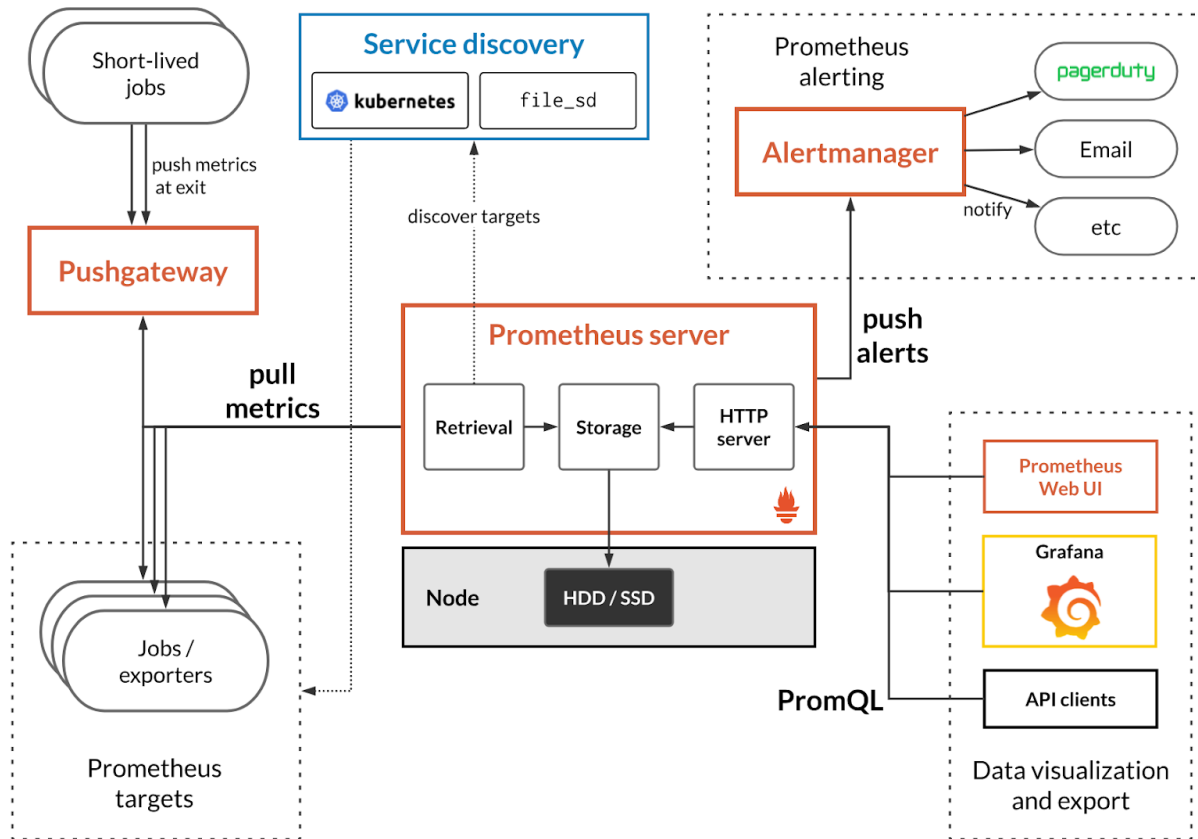 Short-lived
jobs
push metrics
at exit
Pushgateway
Service discovery
kubernetes
file_sd
discover targets
Prometheus
alerting
Alertmanager
pagerduty
Email
notify
etc
push
alerts
pull
metrics
Prometheus server
Retrieval
Storage
HTTP
server
Node
HDD / SSD
Jobs /
exporters
Prometheus
targets
PromQL
Prometheus
Web UI
Grafana
API clients
Data visualization
and export